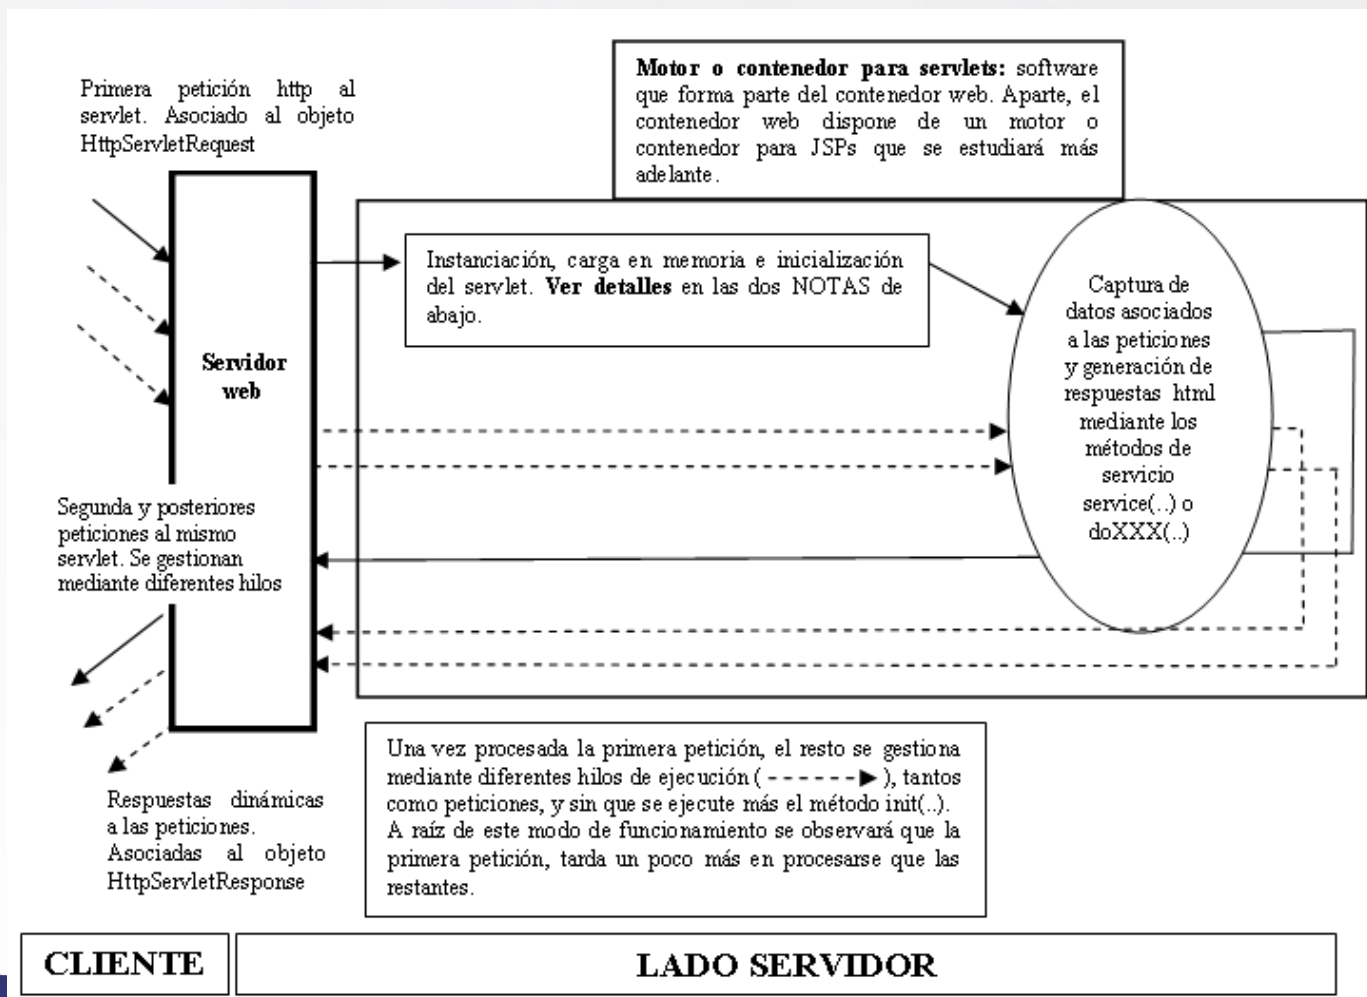 Primera petición http al
servlet. Asociado al objeto
HttpServletRequest
Motor o contenedor para servlets: software
que forma parte del contenedor web. Aparte, el
contenedor web dispone de un motor o
contenedor para JSPs que se estudiará más
adelante.
Servidor
web
Instanciación, carga en memoria e inicialización
del servlet. Ver detalles en las dos NOTAS de
abajo.
Captura de
datos asociados
a las peticiones
y generación de
respuestas html
mediante los
métodos de
servicio
service(..) o
doXXX(..)
Segunda y posteriores
peticiones al mismo
servlet. Se gestionan
mediante diferentes hilos
Respuestas dinámicas
a las peticiones.
Asociadas al objeto
HttpServletResponse
Una vez procesada la primera petición, el resto se gestiona
mediante diferentes hilos de ejecución ( ), tantos
como peticiones, y sin que se ejecute más el método init(..).
A raíz de este modo de funcionamiento se observará que la
primera petición, tarda un poco más en procesarse que las
restantes.
CLIENTE
LADO SERVIDOR